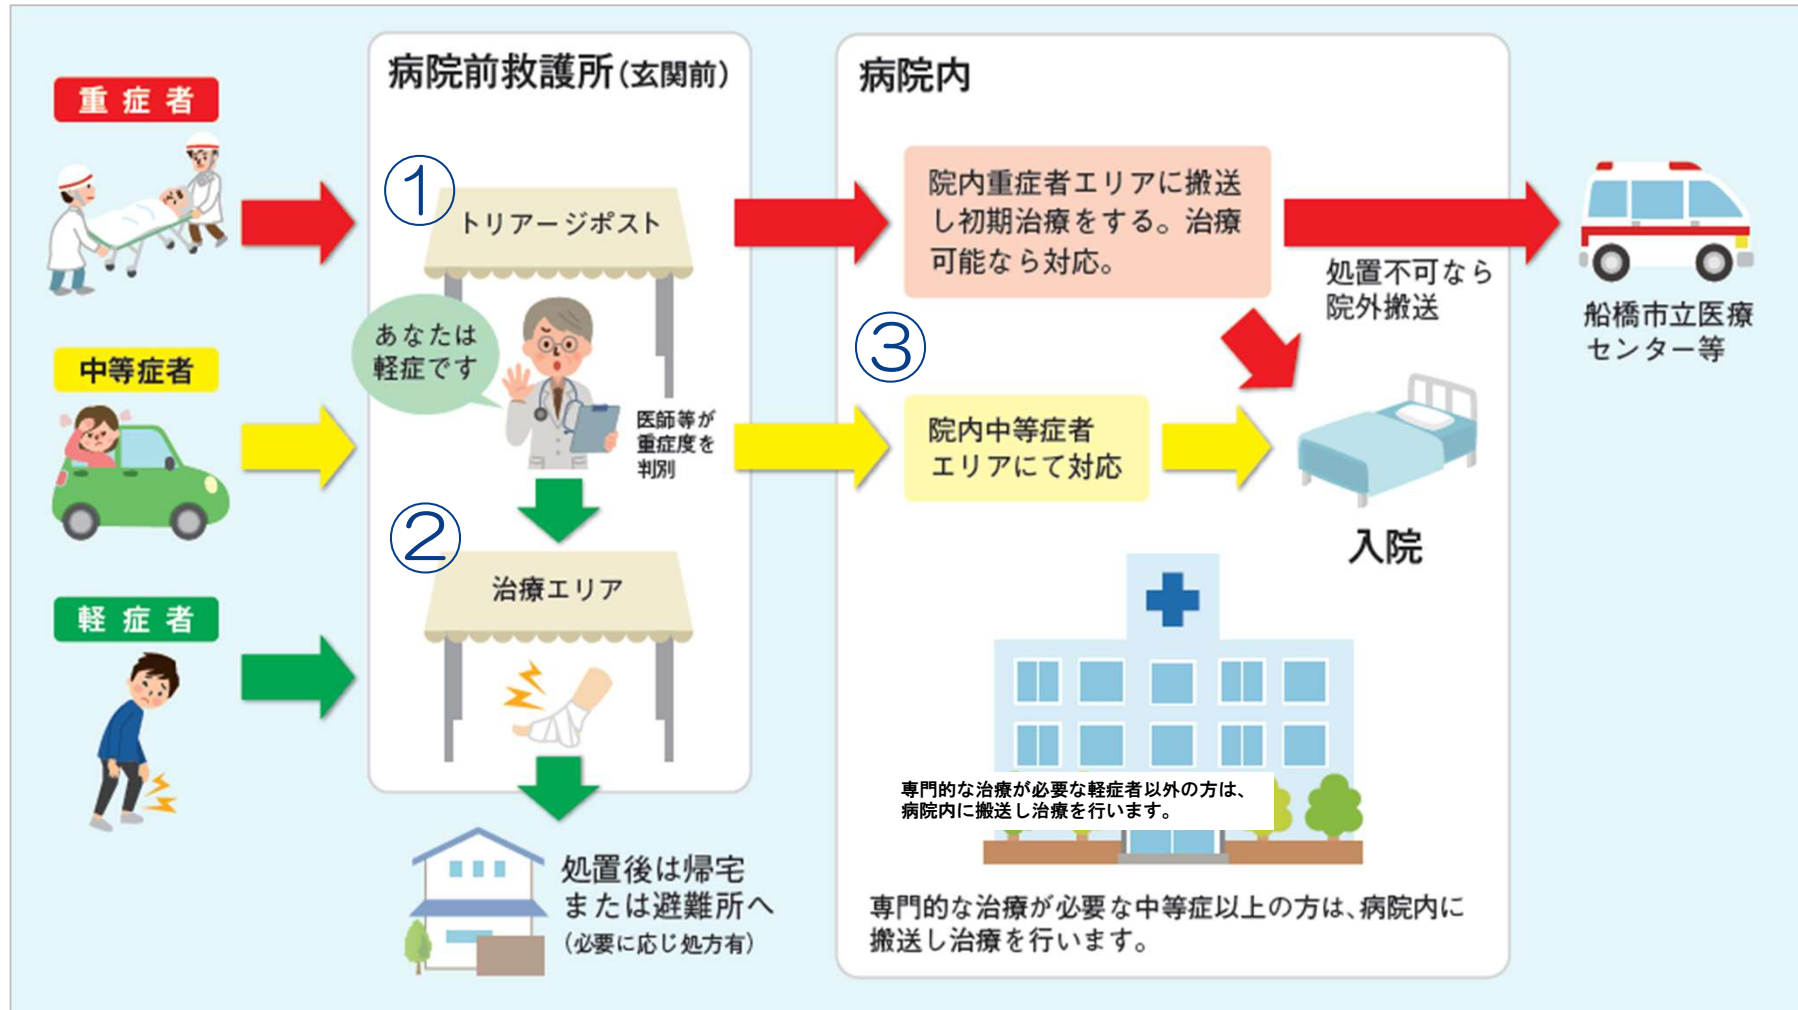 重症者
中等症者
軽症者
病院前救護所(玄関前)
①
トリアージポスト
あなたは
軽症です
医師等が
重症度を
判別
②
治療エリア
処置後は帰宅
または避難所へ
(必要に応じ処方有)
病院内
院内重症者エリアに搬送
し初期治療をする。治療
可能なら対応。
処置不可なら
院外搬送
船橋市立医療
センター等
③
院内中等症者
エリアにて対応
入院
専門的な治療が必要な軽症者以外の方は、
病院内に搬送し治療を行います。
専門的な治療が必要な中等症以上の方は、病院内に
搬送し治療を行います。